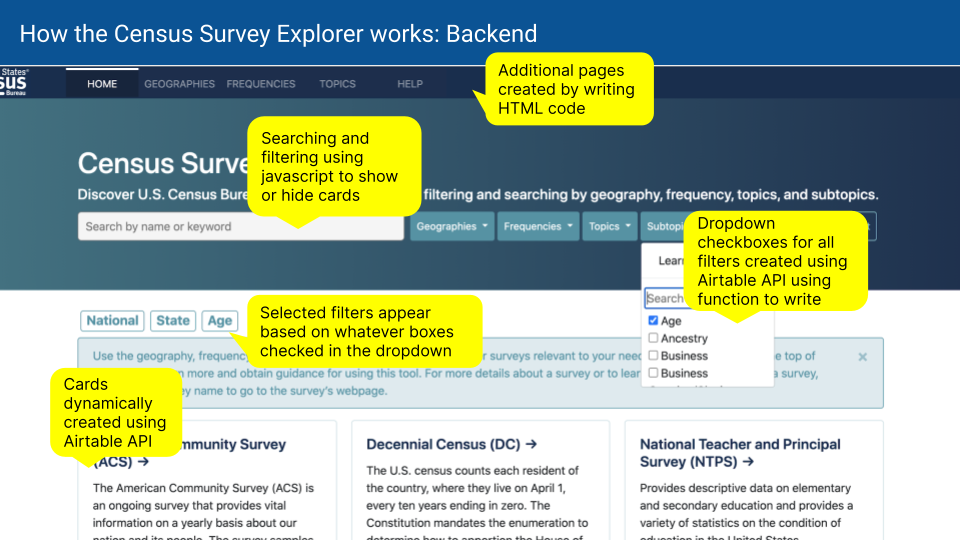 How the Census Survey Explorer works: Backend
States®
sus
Bureau
HOME GEOGRAPHIES FREQUENCIES TOPICS HELP
Additional pages
created by writing
HTML code
Searching and
filtering using
javascript to show
or hide cards
Census Surve
Discover U.S. Census Bure filtering and searching by geography, frequency, topics, and subtopics.
Search by name or keyword
Geographies Frequencies Topics Subtopi
Dropdown
checkboxes for all
filters created using
Airtable API using
function to write
Learn
Search
Age
Ancestry
Business
Business
National State Age
Selected filters appear
based on whatever boxes
checked in the dropdown
Use the geography, frequency r surveys relevant to your need e top of
n more and obtain guidance for using this tool. For more details about a survey or to lear a survey,
ey name to go to the survey's webpage.
Cards
dynamically
created using
Airtable API
mmunity Survey
(ACS) →
The American Community Survey (ACS) is
an ongoing survey that provides vital
information on a yearly basis about our
nation and its people. The survey samples
Decennial Census (DC) →
The U.S. census counts each resident of
the country, where they live on April 1,
every ten years ending in zero. The
Constitution mandates the enumeration to
determine how to apportion the House of
National Teacher and Principal
Survey (NTPS) →
Provides descriptive data on elementary
and secondary education and provides a
variety of statistics on the condition of
education in the United States.